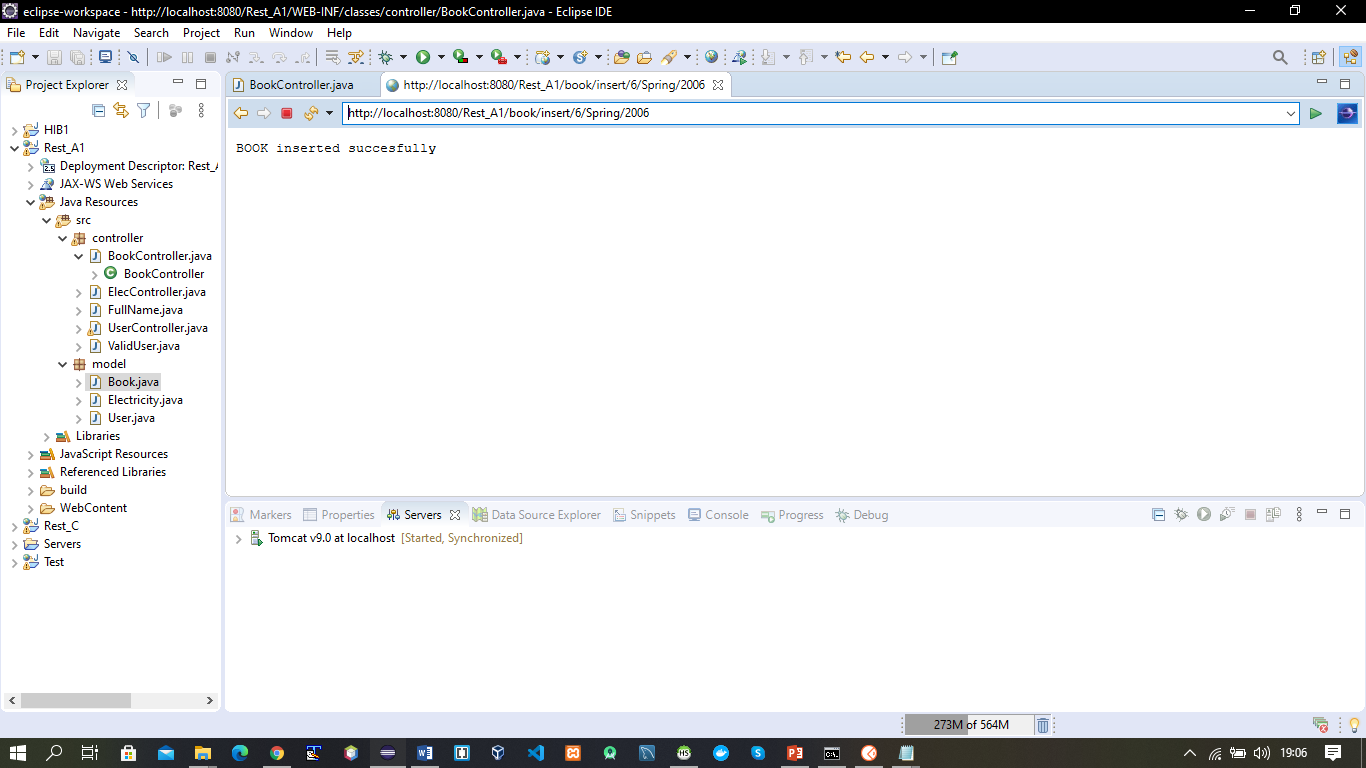 eclipse-workspace - http://localhost:8080/Rest_A1/WEB-INF/classes/controller/BookController.java - Eclipse IDE
File Edit Navigate Search Project Run Window Help
Project Explorer
BookController.java
http://localhost:8080/Rest_A1/book/insert/6/Spring/2006
http://localhost:8080/Rest_A1/book/insert/6/Spring/2006
BOOK inserted succesfully
HIB1
Rest_A1
Deployment Descriptor: Rest_A
JAX-WS Web Services
Java Resources
src
controller
BookController.java
BookController
ElecController.java
FullName.java
UserController.java
ValidUser.java
model
Book.java
Electricity.java
User.java
Libraries
JavaScript Resources
Referenced Libraries
build
WebContent
Rest_C
Servers
Test
Markers Properties Servers Data Source Explorer Snippets Console Progress Debug
Tomcat v9.0 at localhost [Started, Synchronized]
273M of 564M
19:06